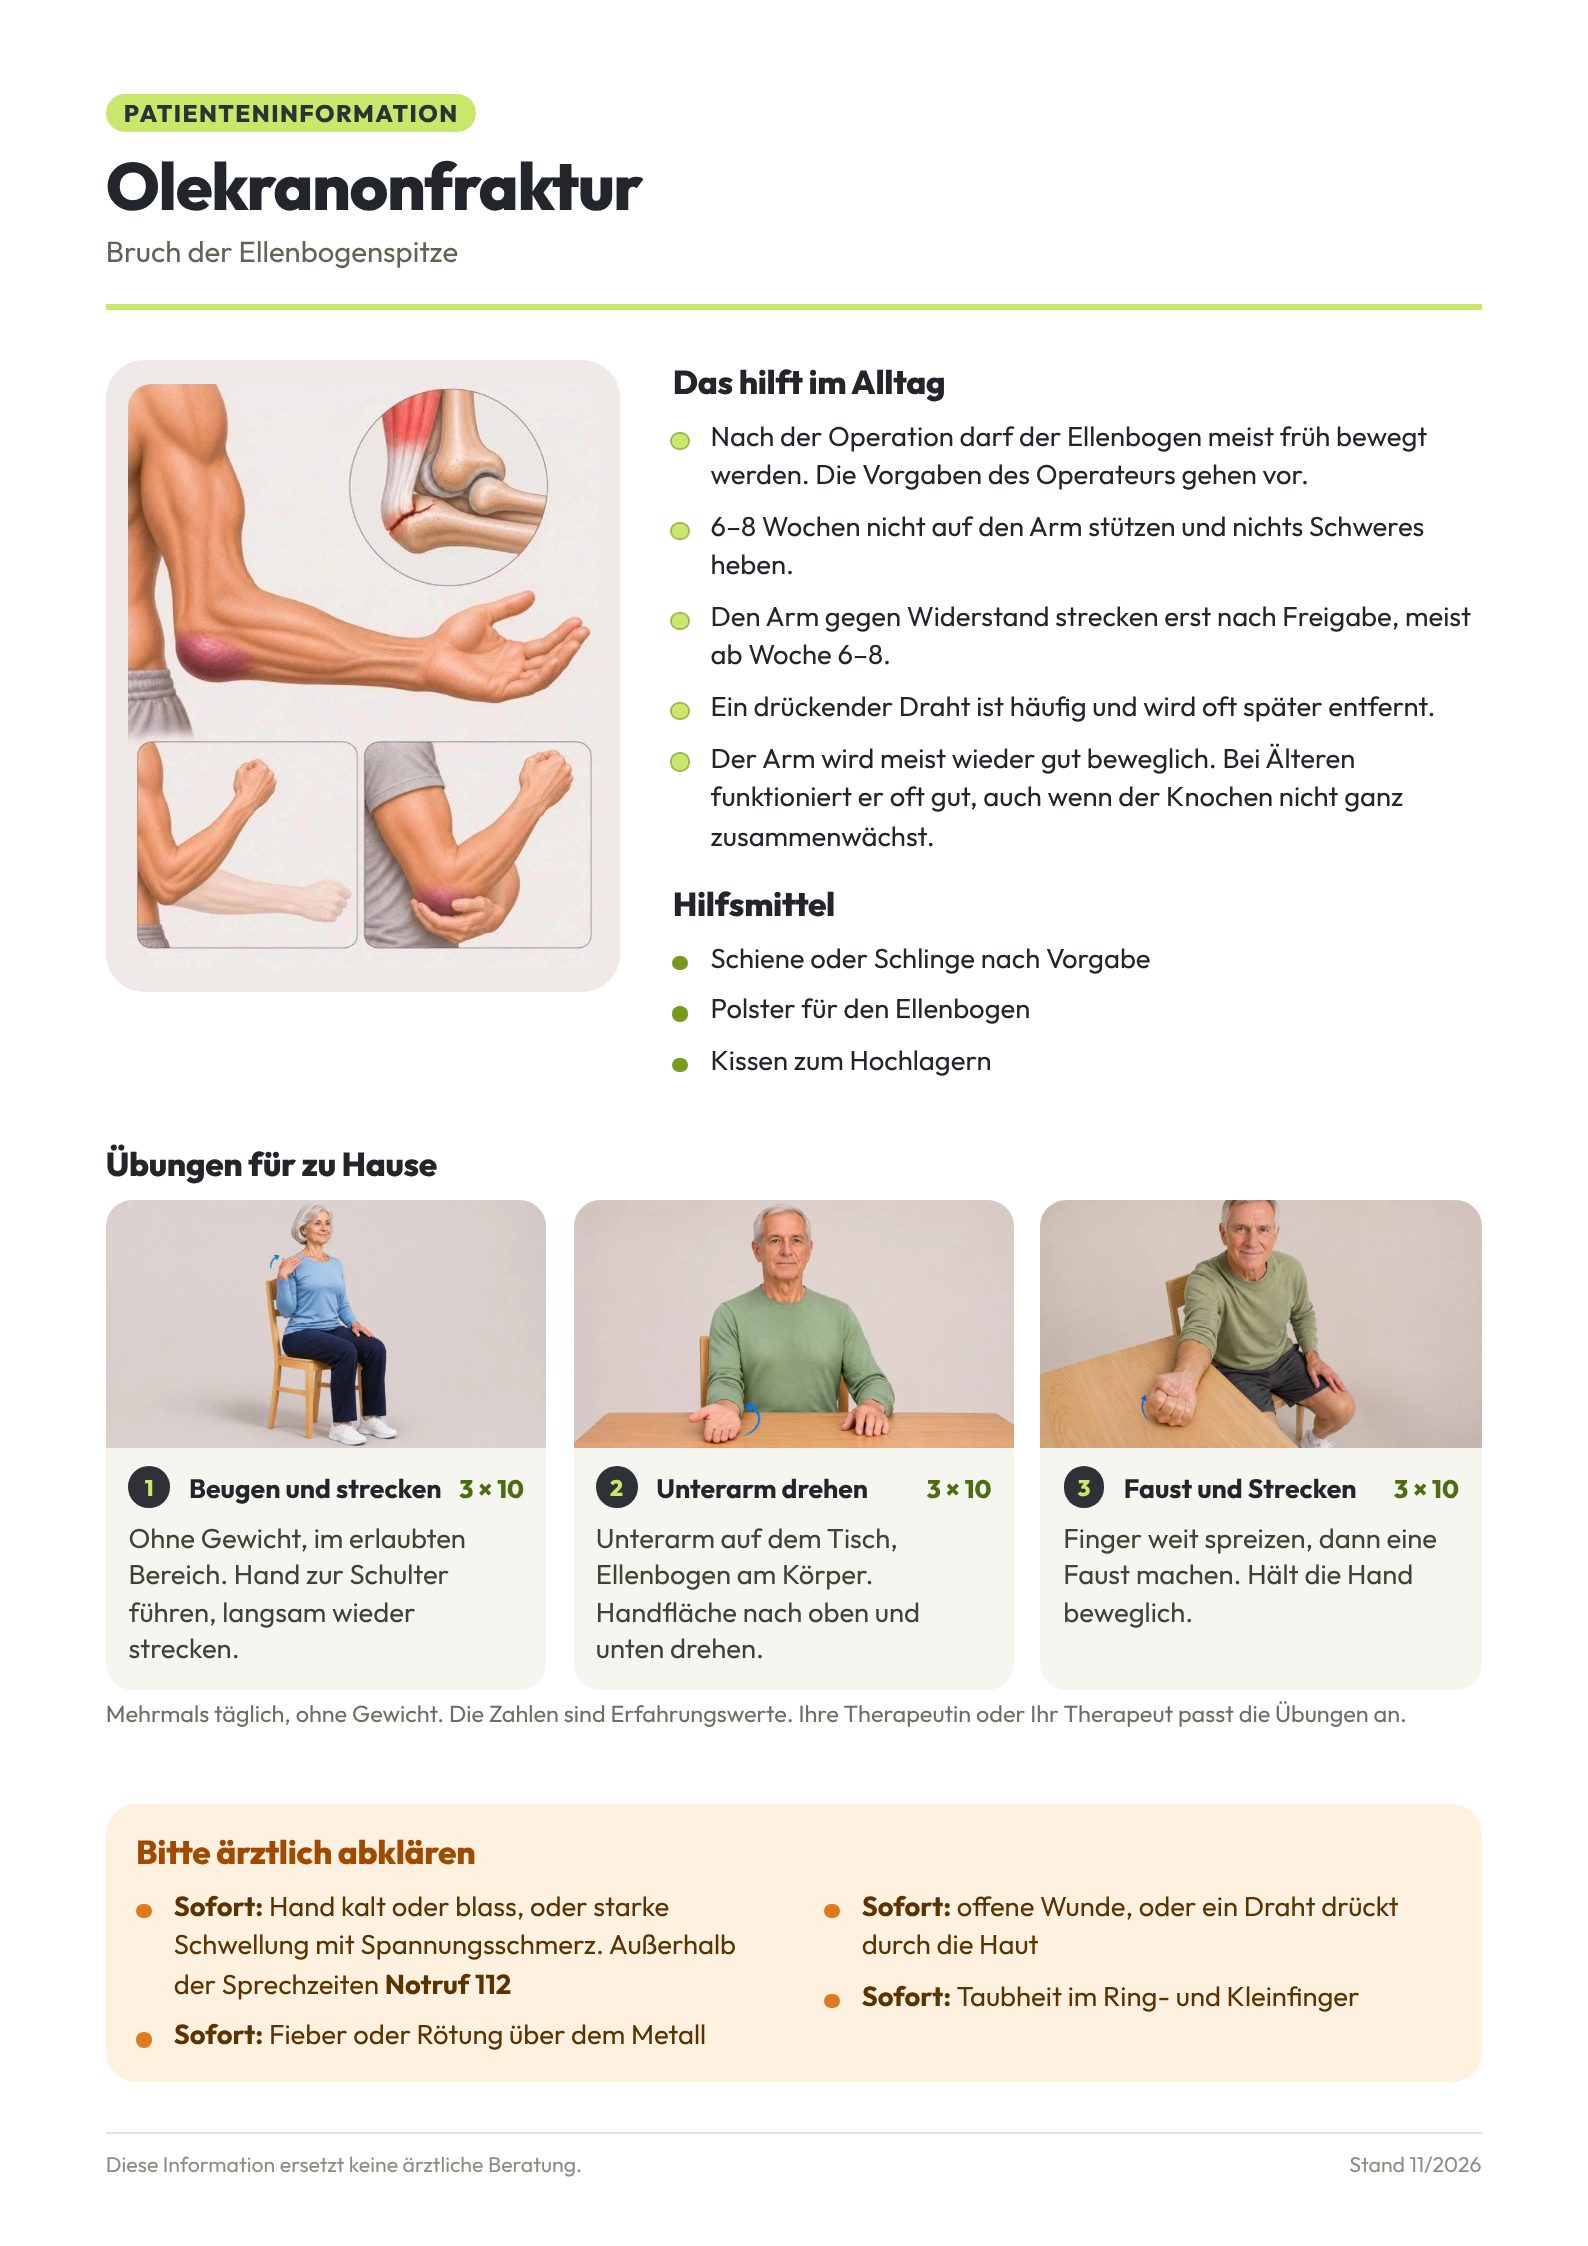 PATIENTENINFORMATION
Olekranonfraktur
Bruch der Ellenbogenspitze
Das hilft im Alltag
Nach der Operation darf der Ellenbogen meist früh bewegt
werden. Die Vorgaben des Operateurs gehen vor.
6–8 Wochen nicht auf den Arm stützen und nichts Schweres
heben.
Den Arm gegen Widerstand strecken erst nach Freigabe, meist
ab Woche 6–8.
Ein drückender Draht ist häufig und wird oft später entfernt.
Der Arm wird meist wieder gut beweglich. Bei Älteren
funktioniert er oft gut, auch wenn der Knochen nicht ganz
zusammenwächst.
Hilfsmittel
Schiene oder Schlinge nach Vorgabe
Polster für den Ellenbogen
Kissen zum Hochlagern
Übungen für zu Hause
1 Beugen und strecken 3 × 10
Ohne Gewicht, im erlaubten
Bereich. Hand zur Schulter
führen, langsam wieder
strecken.
2 Unterarm drehen 3 × 10
Unterarm auf dem Tisch,
Ellenbogen am Körper.
Handfläche nach oben und
unten drehen.
3 Faust und Strecken 3 × 10
Finger weit spreizen, dann eine
Faust machen. Hält die Hand
beweglich.
Mehrmals täglich, ohne Gewicht. Die Zahlen sind Erfahrungswerte. Ihre Therapeutin oder Ihr Therapeut passt die Übungen an.
Bitte ärztlich abklären
Sofort: Hand kalt oder blass, oder starke
Schwellung mit Spannungsschmerz. Außerhalb
der Sprechzeiten Notruf 112
Sofort: Fieber oder Rötung über dem Metall
Sofort: offene Wunde, oder ein Draht drückt
durch die Haut
Sofort: Taubheit im Ring- und Kleinfinger
Diese Information ersetzt keine ärztliche Beratung.
Stand 11/2026